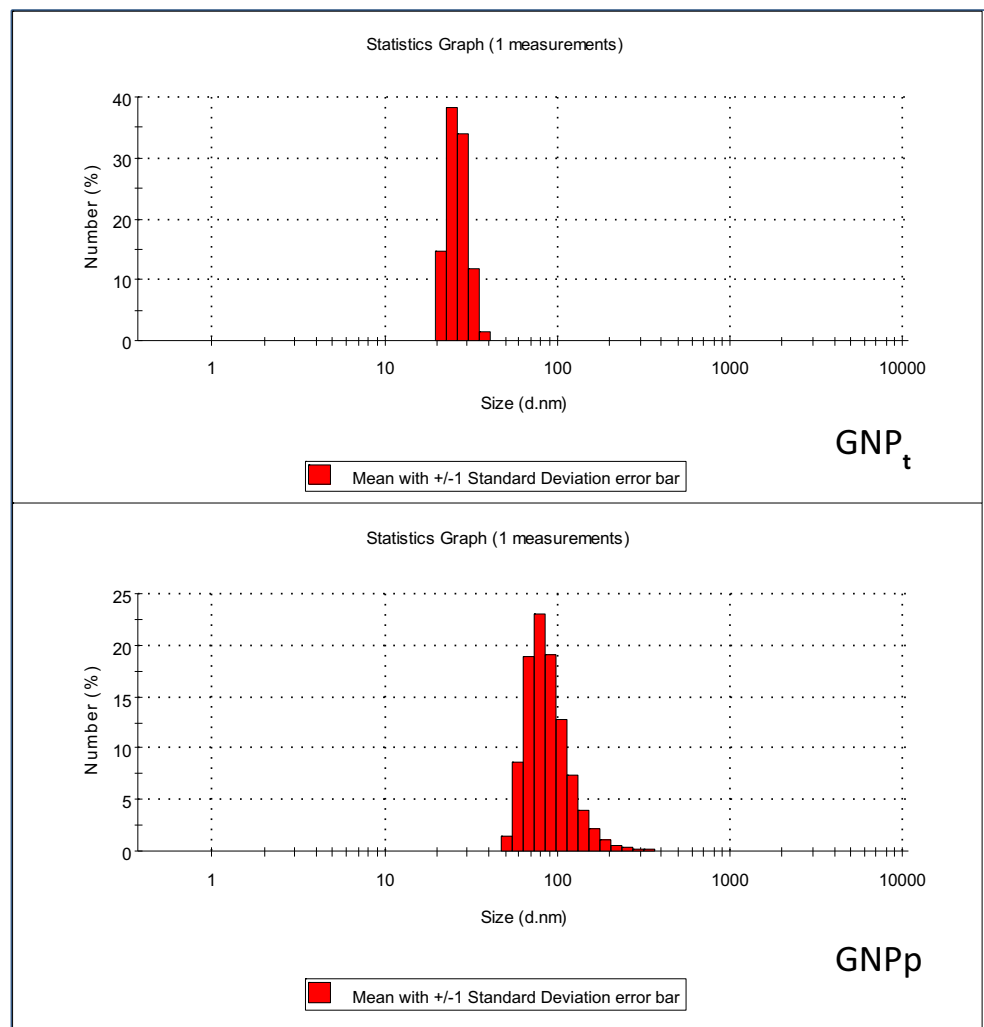 Statistics Graph (1 measurements)
40
30
20
10
0
Number (%)
1 10 100 1000 10000
Size (d.nm)
GNPt
Mean with +/-1 Standard Deviation error bar
Statistics Graph (1 measurements)
25
20
15
10
5
0
Number (%)
1 10 100 1000 10000
Size (d.nm)
GNPp
Mean with +/-1 Standard Deviation error bar